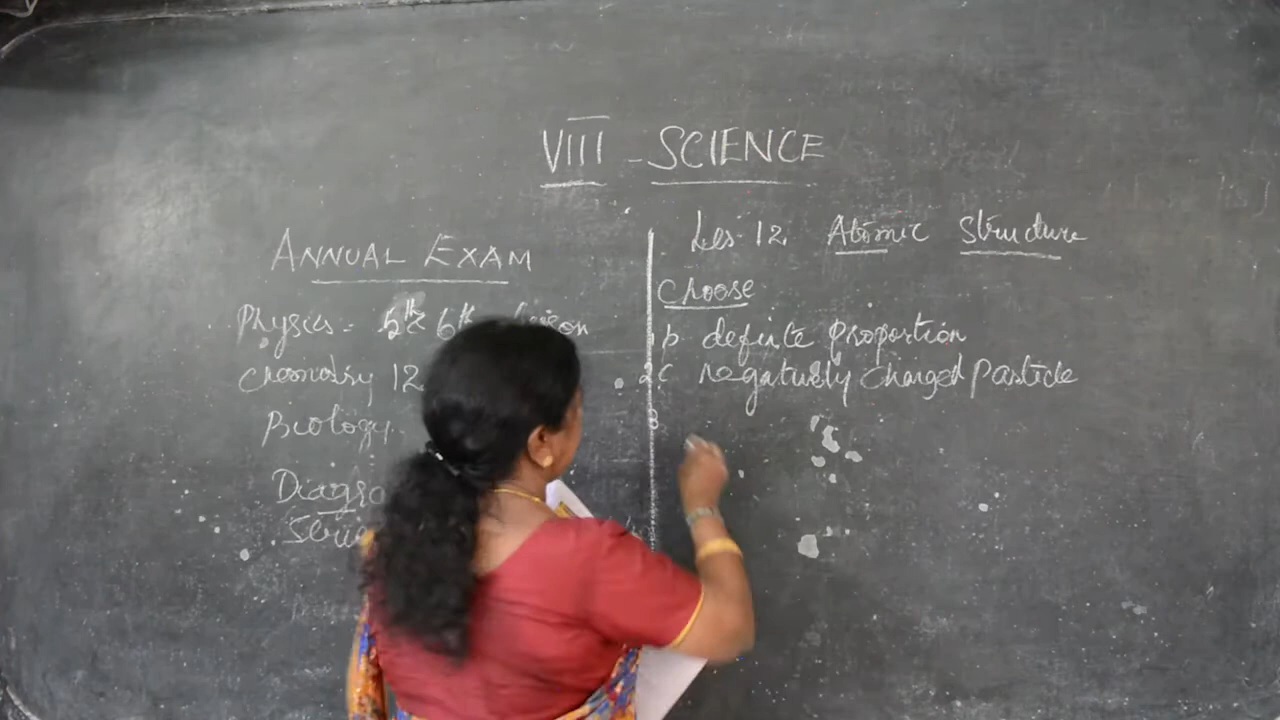 VIII - SCIENCE
ANNUAL EXAM
Physics - 5th & 6th
Chemistry 12
Biology
Les. 12. Atomic Structure
Choose
1 b definite proportion
2 c negatively charged particle
3